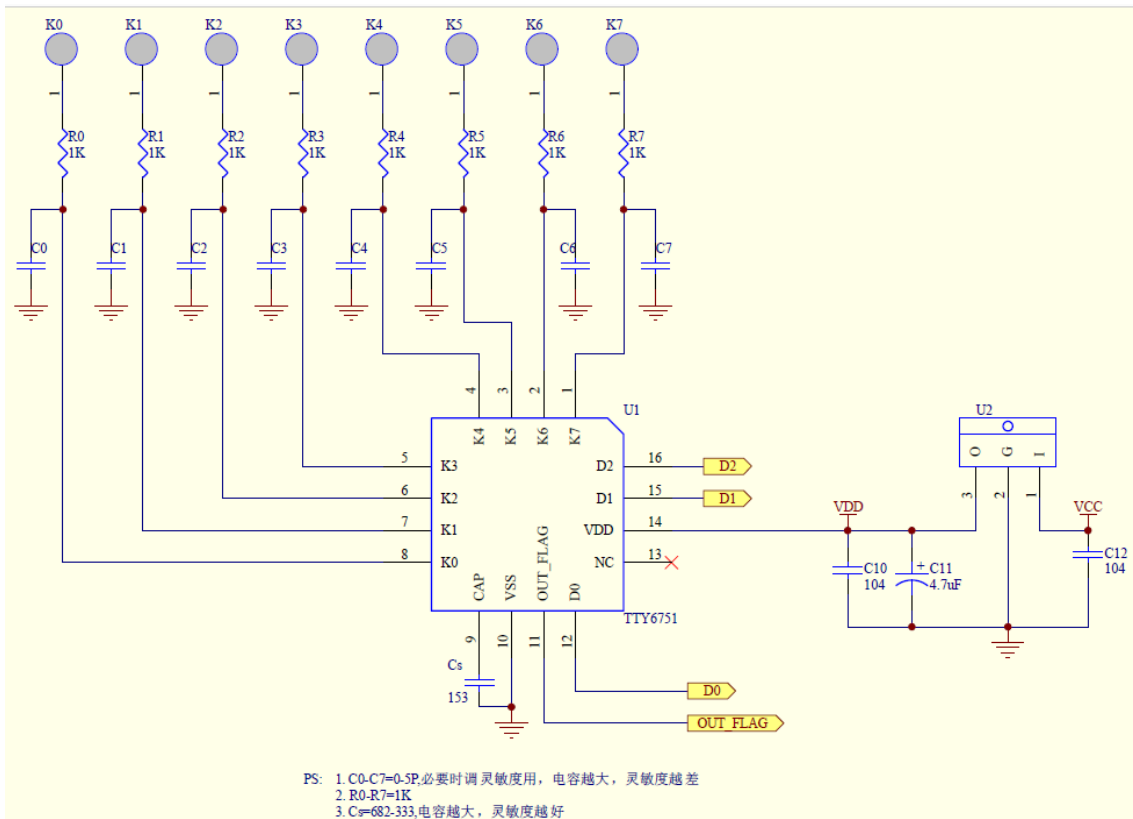 K0 K1 K2 K3 K4 K5 K6 K7
1 1 1 1 1 1 1 1
R0 R1 R2 R3 R4 R5 R6 R7
1K 1K 1K 1K 1K 1K 1K 1K
C0 C1 C2 C3 C4 C5 C6 C7
4 3 2 1
U1
K4 K5 K6 K7
U2
O G I
5 K3 D2 16 D2
6 K2 D1 15 D1
3 2 1
7 K1 VDD 14
VDD VCC
8 K0 NC 13
CAP VSS OUT_FLAG D0
C10 C11 C12
104 4.7uF 104
+
TTY6751
9 10 11 12
Cs
153
D0
OUT_FLAG
PS: 1. C0-C7=0-5P,必要时调灵敏度用，电容越大，灵敏度越差
2. R0-R7=1K
3. Cs=682-333,电容越大，灵敏度越好